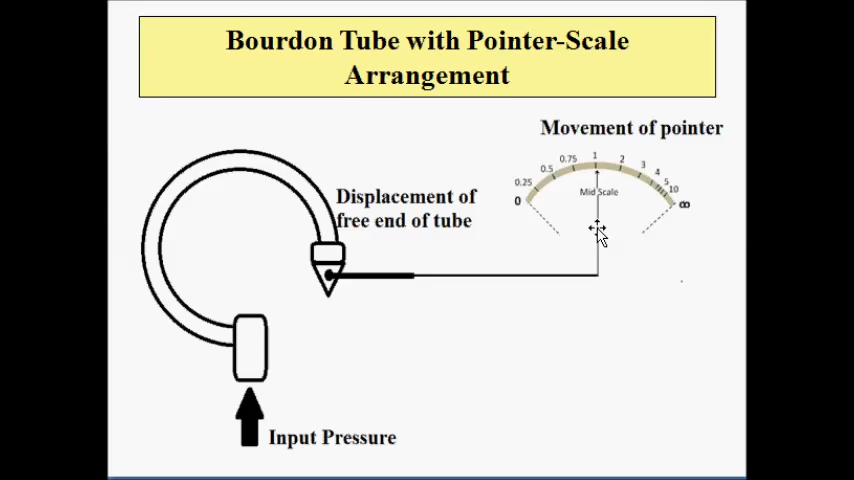 Bourdon Tube with Pointer-Scale
Arrangement
Movement of pointer
0 0.25 0.5 0.75 1 2 3 4 5 10 ∞
Mid Scale
Displacement of
free end of tube
Input Pressure